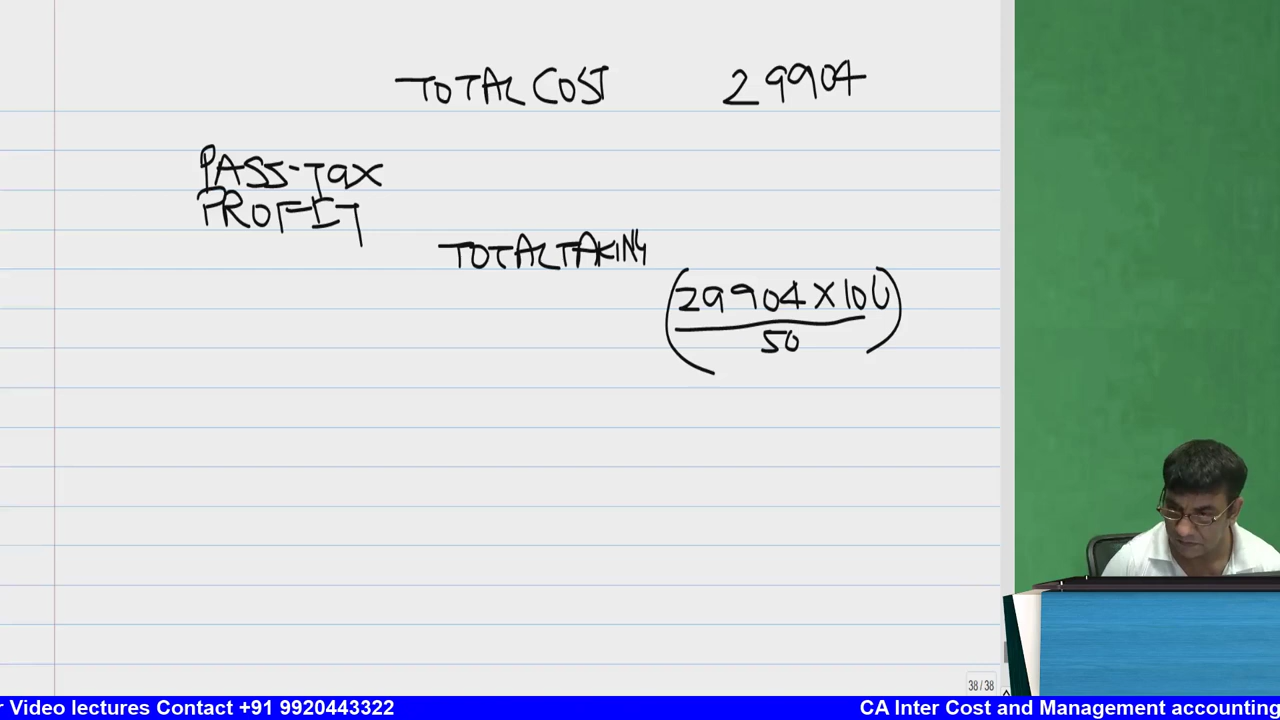 TOTAL COST 29904
PASS-Tax
PROFIT
TOTAL TAKING
(29904 X 100
50)
38 / 38
r Video lectures Contact +91 9920443322
CA Inter Cost and Management accounting